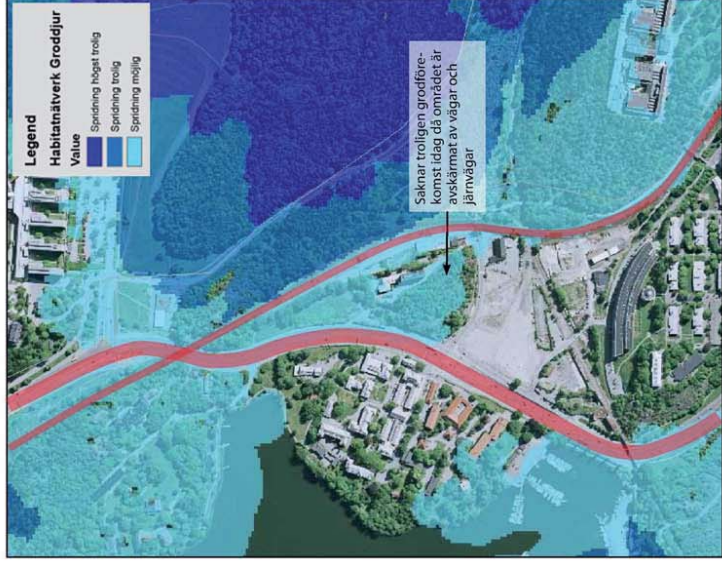 Legend
Habitatnätverk Groddjur
Value
Spridning högst trolig
Spridning trolig
Spridning möjlig
Saknar troligen grodföre-
komst idag då området är
avskärmat av vägar och
järnvägar